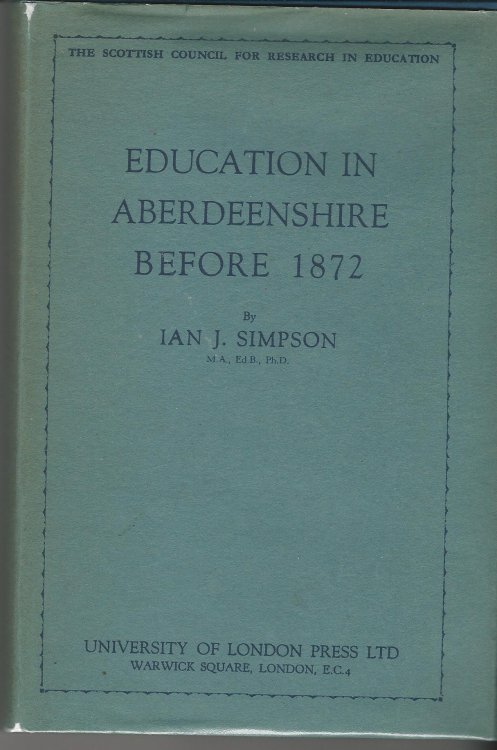 THE SCOTTISH COUNCIL FOR RESEARCH IN EDUCATION
EDUCATION IN
ABERDEENSHIRE
BEFORE 1872
By
IAN J. SIMPSON
M.A., Ed.B., Ph.D.
UNIVERSITY OF LONDON PRESS LTD
WARWICK SQUARE, LONDON, E.C.4